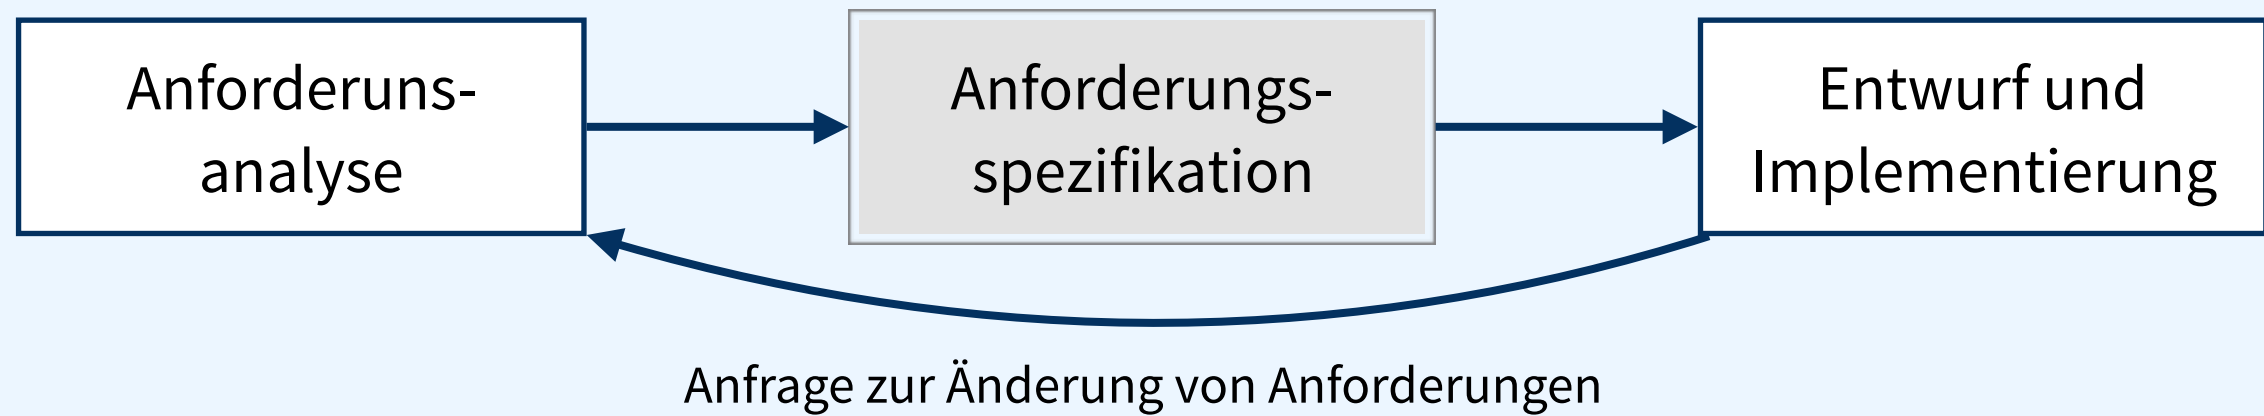 Anforderuns-
analyse
Anforderungs-
spezifikation
Entwurf und
Implementierung
Anfrage zur Änderung von Anforderungen